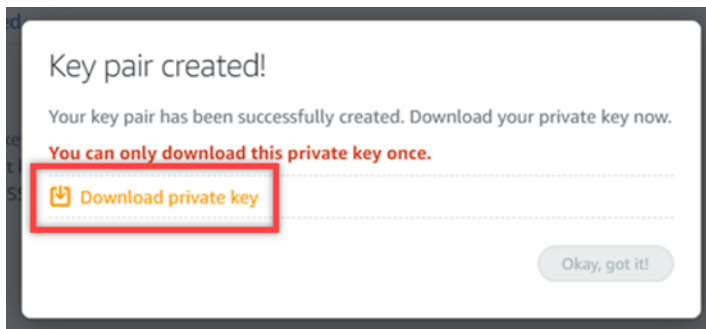 ed
Key pair created!
Your key pair has been successfully created. Download your private key now.
You can only download this private key once.
Download private key
Okay, got it!